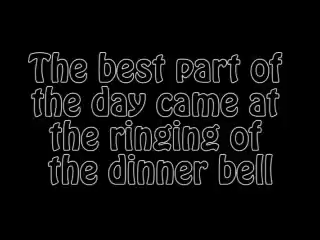 The best part of
the day came at
the ringing of
the dinner bell